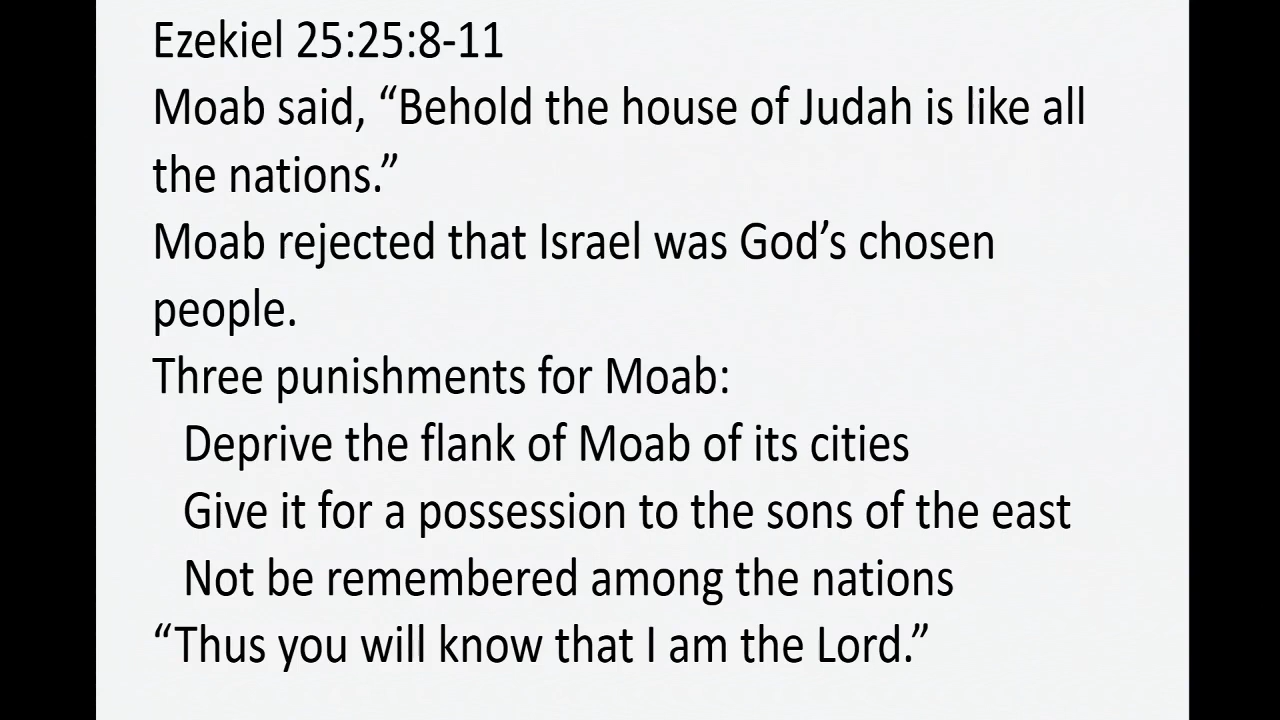 Ezekiel 25:25:8-11
Moab said, “Behold the house of Judah is like all
the nations.”
Moab rejected that Israel was God’s chosen
people.
Three punishments for Moab:
Deprive the flank of Moab of its cities
Give it for a possession to the sons of the east
Not be remembered among the nations
“Thus you will know that I am the Lord.”